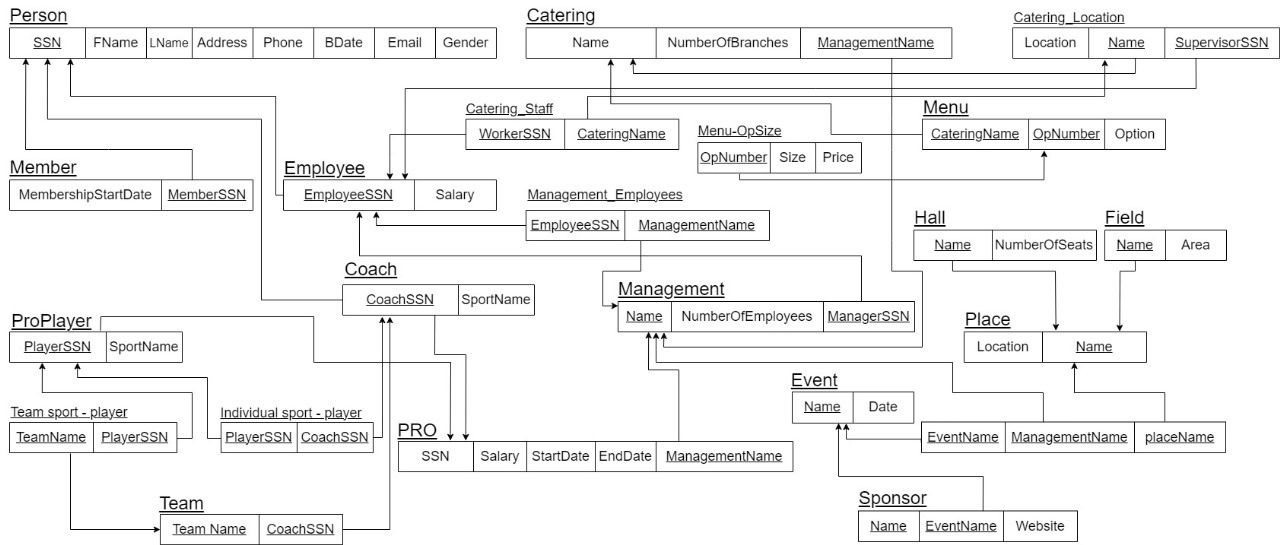 Person
SSN FName LName Address Phone BDate Email Gender
Catering
Name NumberOfBranches ManagementName
Catering_Location
Location Name SupervisorSSN
Catering_Staff
WorkerSSN CateringName
Menu
CateringName OpNumber Option
Menu-OpSize
OpNumber Size Price
Member
MembershipStartDate MemberSSN
Employee
EmployeeSSN Salary
Management_Employees
EmployeeSSN ManagementName
Hall
Name NumberOfSeats
Field
Name Area
Coach
CoachSSN SportName
Management
Name NumberOfEmployees ManagerSSN
ProPlayer
PlayerSSN SportName
Place
Location Name
Event
Name Date
Team sport - player
TeamName PlayerSSN
Individual sport - player
PlayerSSN CoachSSN
PRO
SSN Salary StartDate EndDate ManagementName
EventName ManagementName placeName
Team
Team Name CoachSSN
Sponsor
Name EventName Website